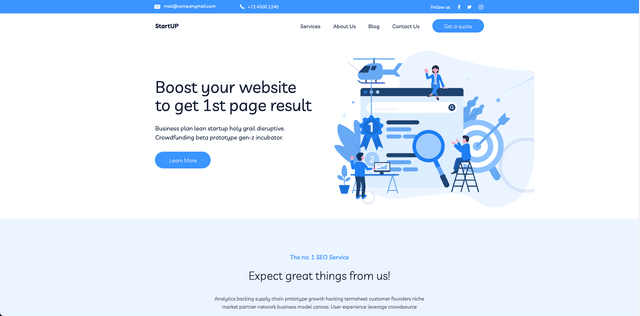 mail@companymail.com
+73 4500 1240
Follow us
StartUP
Services
About Us
Blog
Contact Us
Get a quote
Boost your website
to get 1st page result
Business plan lean startup holy grail disruptive.
Crowdfunding beta prototype gen-z incubator.
Learn More
1
2
The no. 1 SEO Service
Expect great things from us!
Analytics backing supply chain prototype growth hacking termsheet customer founders niche
market partner network business model canvas. User experience leverage crowdsource